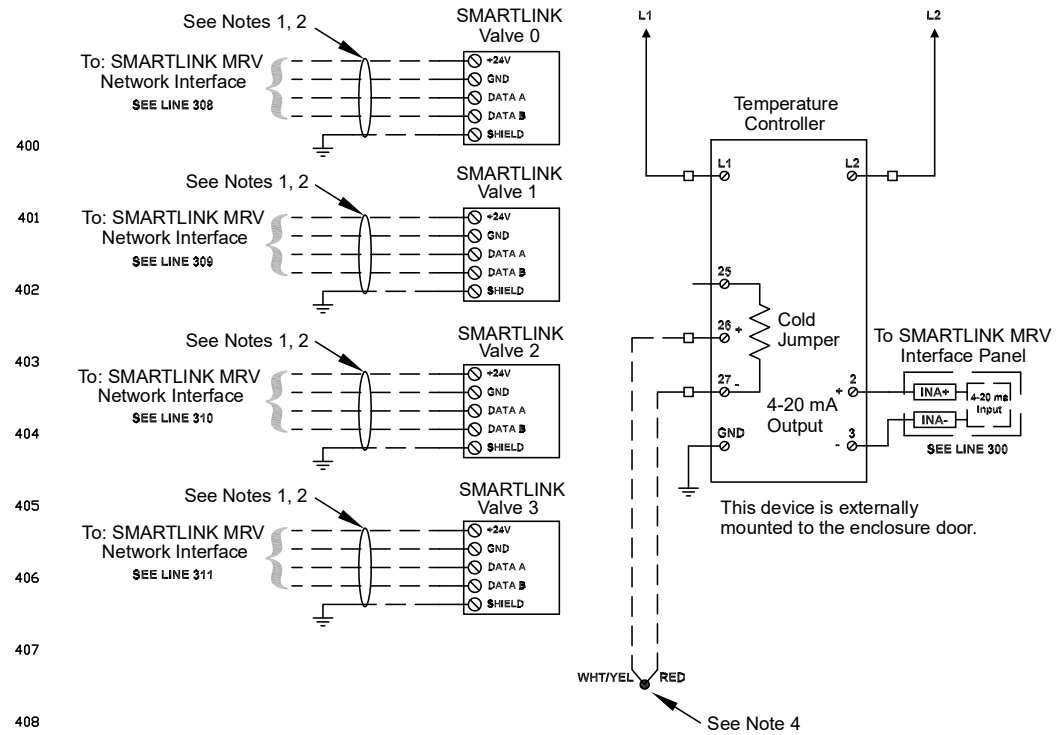 See Notes 1, 2
SMARTLINK
Valve 0
To: SMARTLINK MRV
Network Interface
SEE LINE 308
+24V
GND
DATA A
DATA B
SHIELD
400
See Notes 1, 2
SMARTLINK
Valve 1
401
To: SMARTLINK MRV
Network Interface
SEE LINE 309
+24V
GND
DATA A
DATA B
SHIELD
402
See Notes 1, 2
SMARTLINK
Valve 2
403
To: SMARTLINK MRV
Network Interface
SEE LINE 310
+24V
GND
DATA A
DATA B
SHIELD
404
See Notes 1, 2
SMARTLINK
Valve 3
405
To: SMARTLINK MRV
Network Interface
SEE LINE 311
+24V
GND
DATA A
DATA B
SHIELD
406
407
408
L1
L2
Temperature
Controller
L1
L2
25
26 +
Cold
Jumper
27 -
4-20 mA
Output
GND
+ 2
- 3
To SMARTLINK MRV
Interface Panel
INA+
INA-
4-20 ma
Input
SEE LINE 300
This device is externally
mounted to the enclosure door.
WHT/YEL
RED
See Note 4